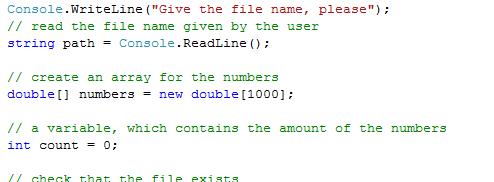 Console.WriteLine("Give the file name, please");
// read the file name given by the user
string path = Console.ReadLine();
// create an array for the numbers
double[] numbers = new double[1000];
// a variable, which contains the amount of the numbers
int count = 0;
// check that the file exists